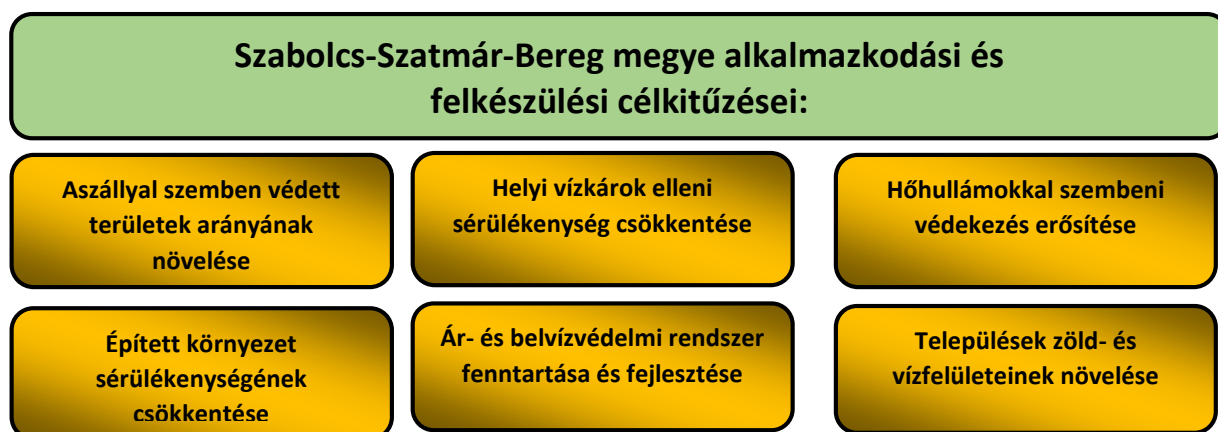 Szabolcs-Szatmár-Bereg megye alkalmazkodási és
felkészülési célkitűzései:
Aszállyal szemben védett
területek arányának
növelése
Helyi vízkárok elleni
sérülékenység csökkentése
Hőhullámokkal szembeni
védekezés erősítése
Épített környezet
sérülékenységének
csökkentése
Ár- és belvízvédelmi rendszer
fenntartása és fejlesztése
Települések zöld- és
vízfelületeinek növelése